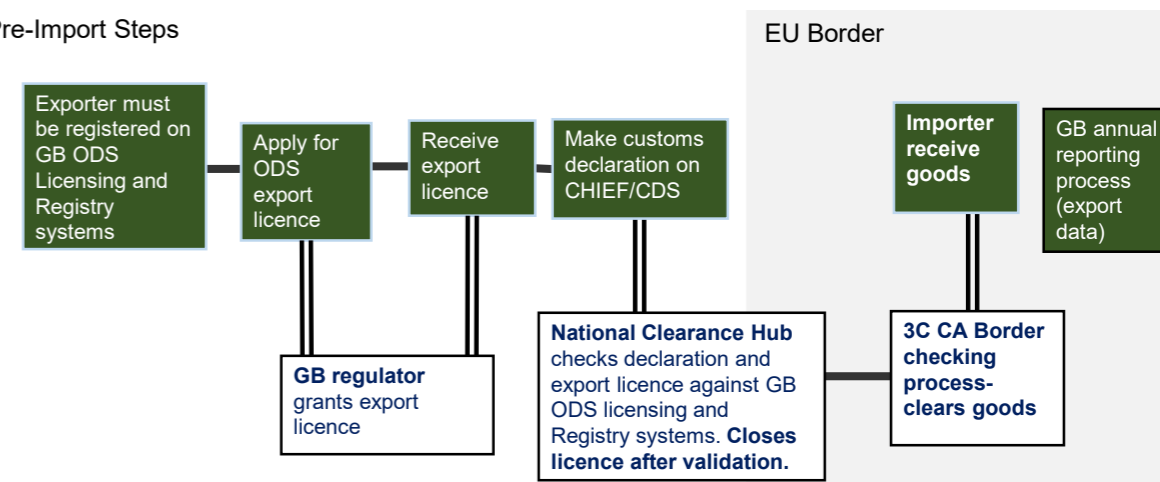 re-Import Steps
EU Border
Exporter must
be registered on
GB ODS
Licensing and
Registry
systems
Apply for
ODS
export
licence
Receive
export
licence
Make customs
declaration on
CHIEF/CDS
Importer
receive
goods
GB annual
reporting
process
(export
data)
GB regulator
grants export
licence
National Clearance Hub
checks declaration and
export licence against GB
ODS licensing and
Registry systems. Closes
licence after validation.
3C CA Border
checking
process-
clears goods